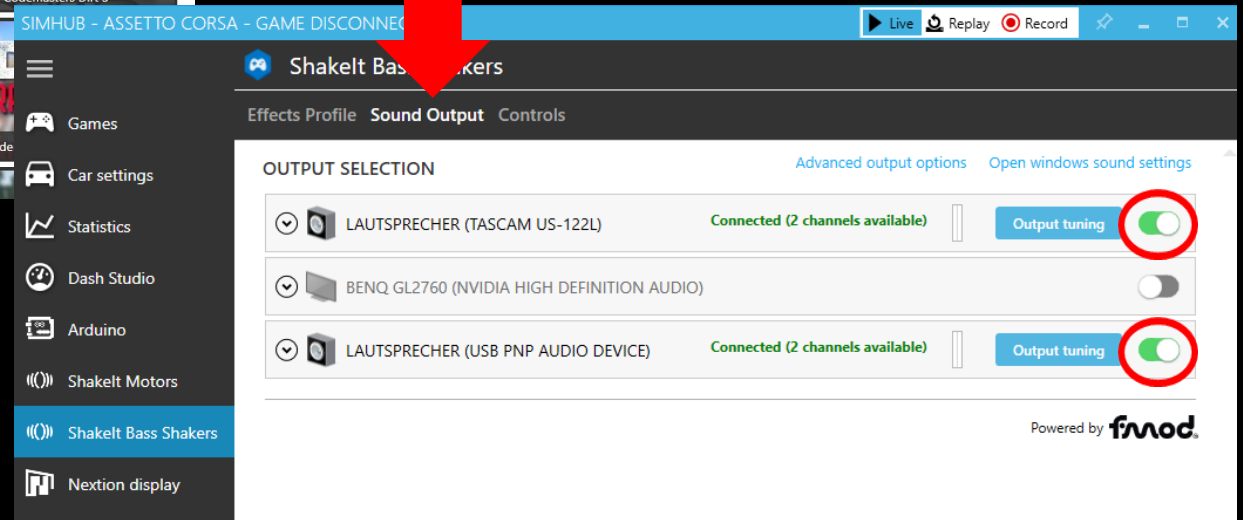 SIMHUB - ASSETTO CORSA - GAME DISCONNEC
Live Replay Record
ShakeIt Bass kers
Effects Profile Sound Output Controls
Games
Car settings
Statistics
Dash Studio
Arduino
ShakeIt Motors
ShakeIt Bass Shakers
Nextion display
OUTPUT SELECTION
Advanced output options Open windows sound settings
LAUTSPRECHER (TASCAM US-122L) Connected (2 channels available) Output tuning
BENQ GL2760 (NVIDIA HIGH DEFINITION AUDIO)
LAUTSPRECHER (USB PNP AUDIO DEVICE) Connected (2 channels available) Output tuning
Powered by fmod.